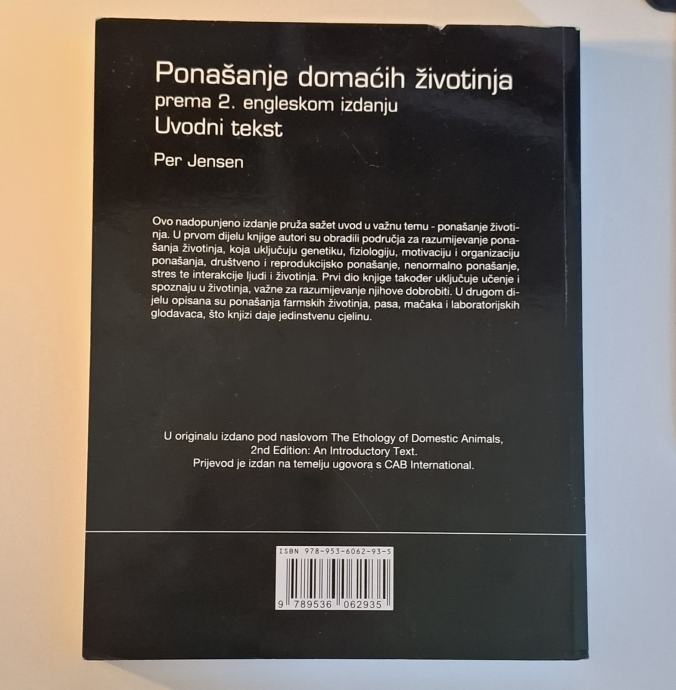 Ponašanje domaćih životinja
prema 2. engleskom izdanju
Uvodni tekst
Per Jensen
Ovo nadopunjeno izdanje pruža sažet uvod u važnu temu - ponašanje životi-
nja. U prvom dijelu knjige autori su obradili područja za razumijevanje pona-
šanja životinja, koja uključuju genetiku, fiziologiju, motivaciju i organizaciju
ponašanja, društveno i reprodukcijsko ponašanje, nenormalno ponašanje,
stres te interakcije ljudi i životinja. Prvi dio knjige također uključuje učenje i
spoznaju u životinja, važne za razumijevanje njihove dobrobiti. U drugom di-
jelu opisana su ponašanja farmskih životinja, pasa, mačaka i laboratorijskih
glodavaca, što knjizi daje jedinstvenu cjelinu.
U originalu izdano pod naslovom The Ethology of Domestic Animals,
2nd Edition: An Introductory Text.
Prijevod je izdan na temelju ugovora s CAB International.
ISBN 978-953-6062-93-5
9 789536 062935